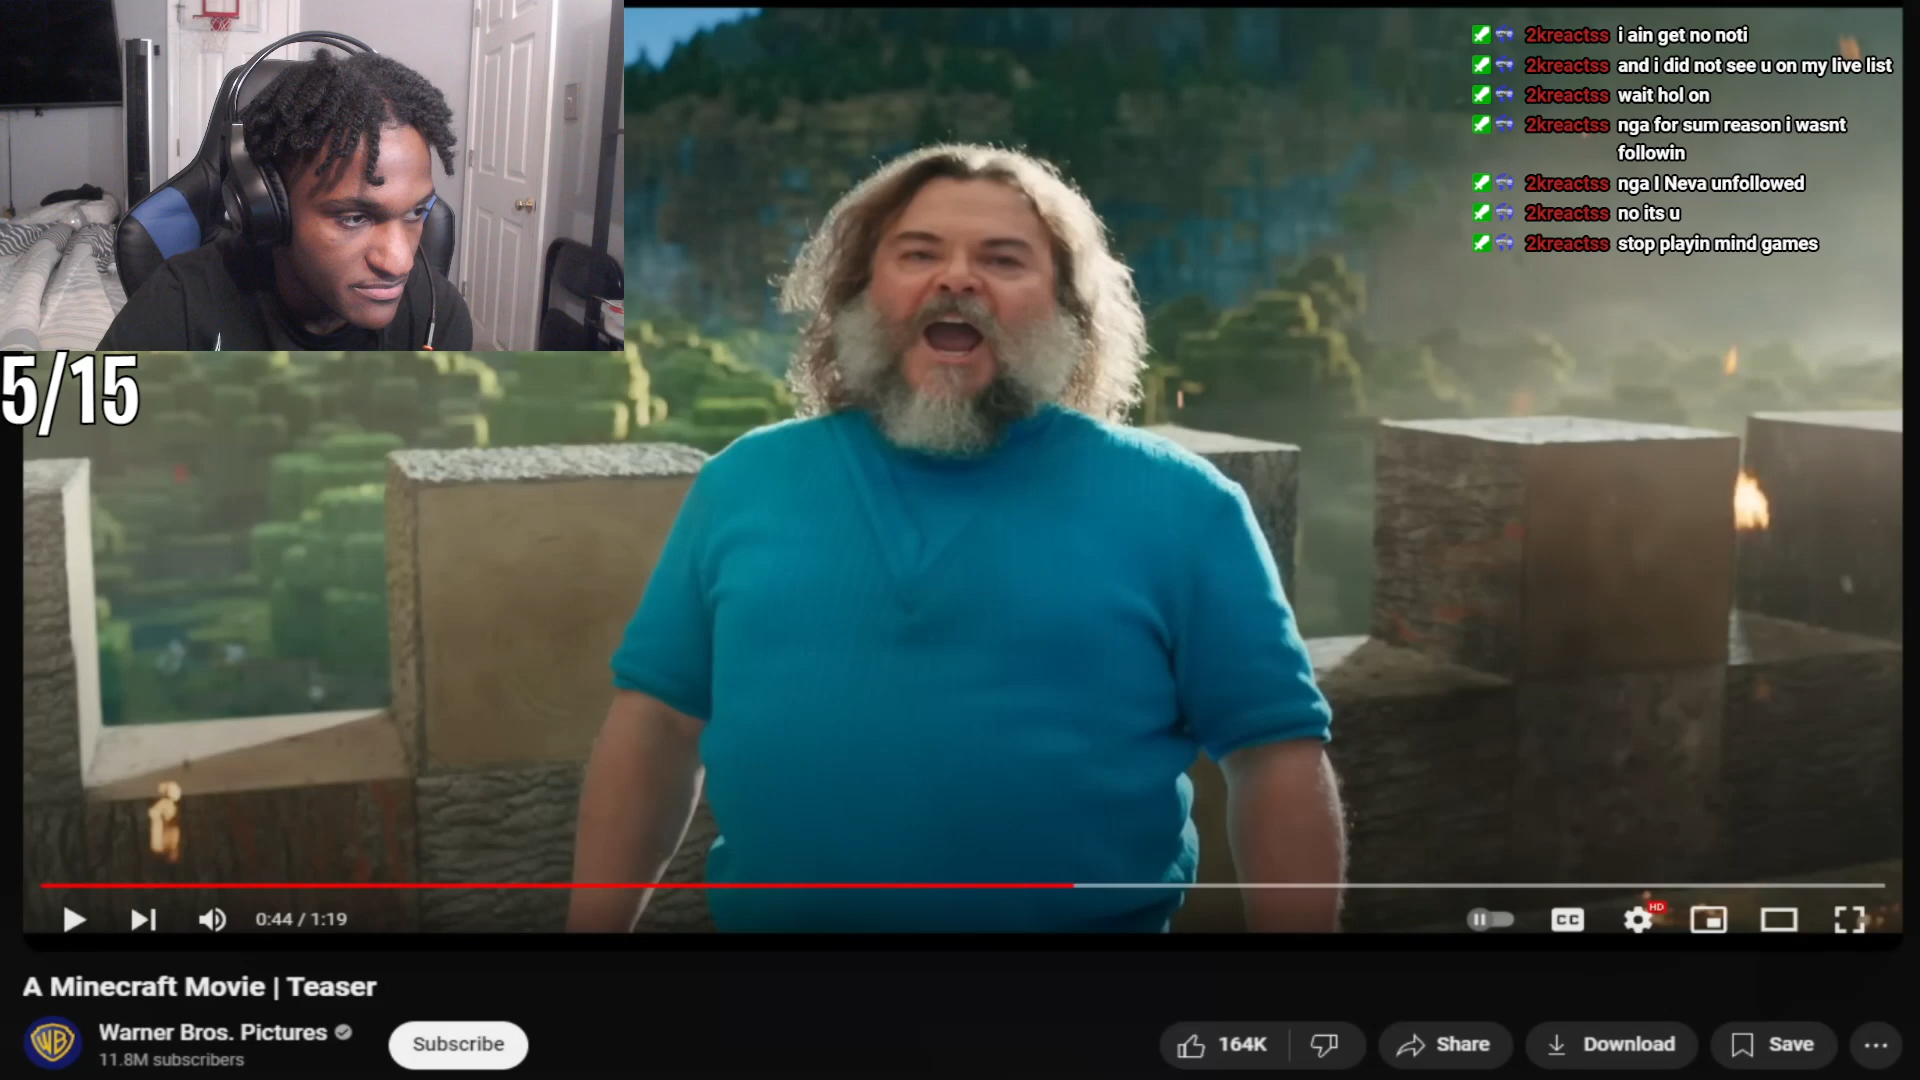 2kreactss i ain get no noti
2kreactss and i did not see u on my live list
2kreactss wait hol on
2kreactss nga for sum reason i wasnt
followin
2kreactss nga I Neva unfollowed
2kreactss no its u
2kreactss stop playin mind games
5/15
0:44 / 1:19
CC
HD
A Minecraft Movie | Teaser
WB
Warner Bros. Pictures
11.8M subscribers
Subscribe
164K
Share
Download
Save